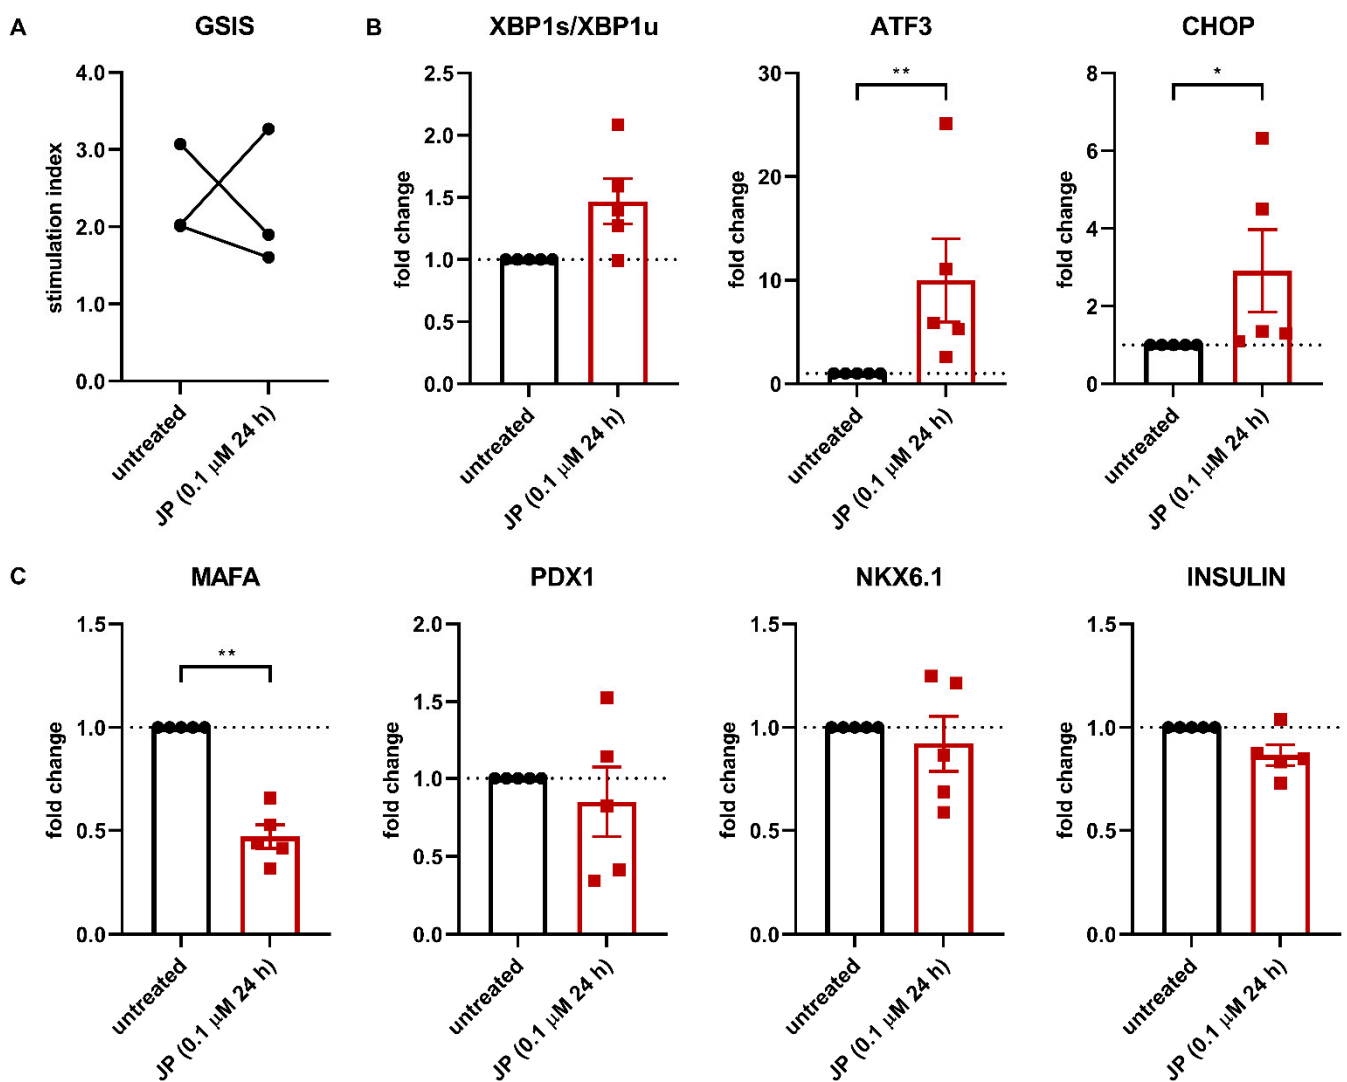 A
GSIS
stimulation index
4.0
3.0
2.0
1.0
0.0
untreated
JP (0.1 μM 24 h)
B
XBP1s/XBP1u
fold change
2.5
2.0
1.5
1.0
0.5
0.0
untreated
JP (0.1 μM 24 h)
ATF3
fold change
30
20
10
0
**
untreated
JP (0.1 μM 24 h)
CHOP
fold change
8
6
4
2
0
*
untreated
JP (0.1 μM 24 h)
C
MAFA
fold change
1.5
1.0
0.5
0.0
**
untreated
JP (0.1 μM 24 h)
PDX1
fold change
2.0
1.5
1.0
0.5
0.0
untreated
JP (0.1 μM 24 h)
NKX6.1
fold change
1.5
1.0
0.5
0.0
untreated
JP (0.1 μM 24 h)
INSULIN
fold change
1.5
1.0
0.5
0.0
untreated
JP (0.1 μM 24 h)